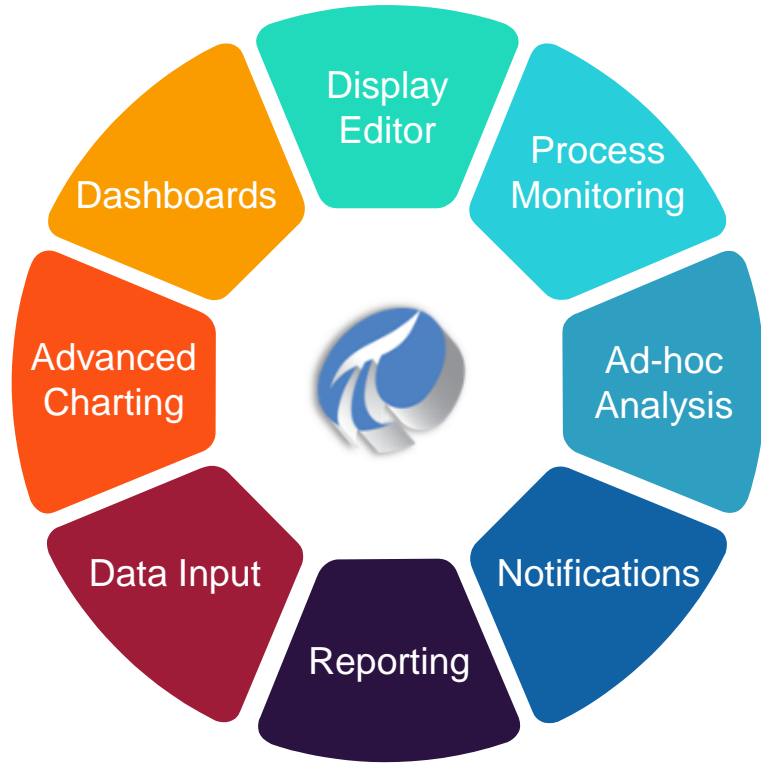 Display
Editor
Process
Monitoring
Ad-hoc
Analysis
Notifications
Reporting
Data Input
Advanced
Charting
Dashboards